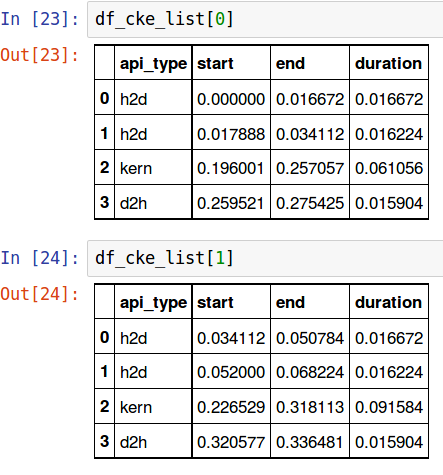 In [23]: df_cke_list[0]
Out[23]:
api_type start end duration
0 h2d 0.000000 0.016672 0.016672
1 h2d 0.017888 0.034112 0.016224
2 kern 0.196001 0.257057 0.061056
3 d2h 0.259521 0.275425 0.015904
In [24]: df_cke_list[1]
Out[24]:
api_type start end duration
0 h2d 0.034112 0.050784 0.016672
1 h2d 0.052000 0.068224 0.016224
2 kern 0.226529 0.318113 0.091584
3 d2h 0.320577 0.336481 0.015904